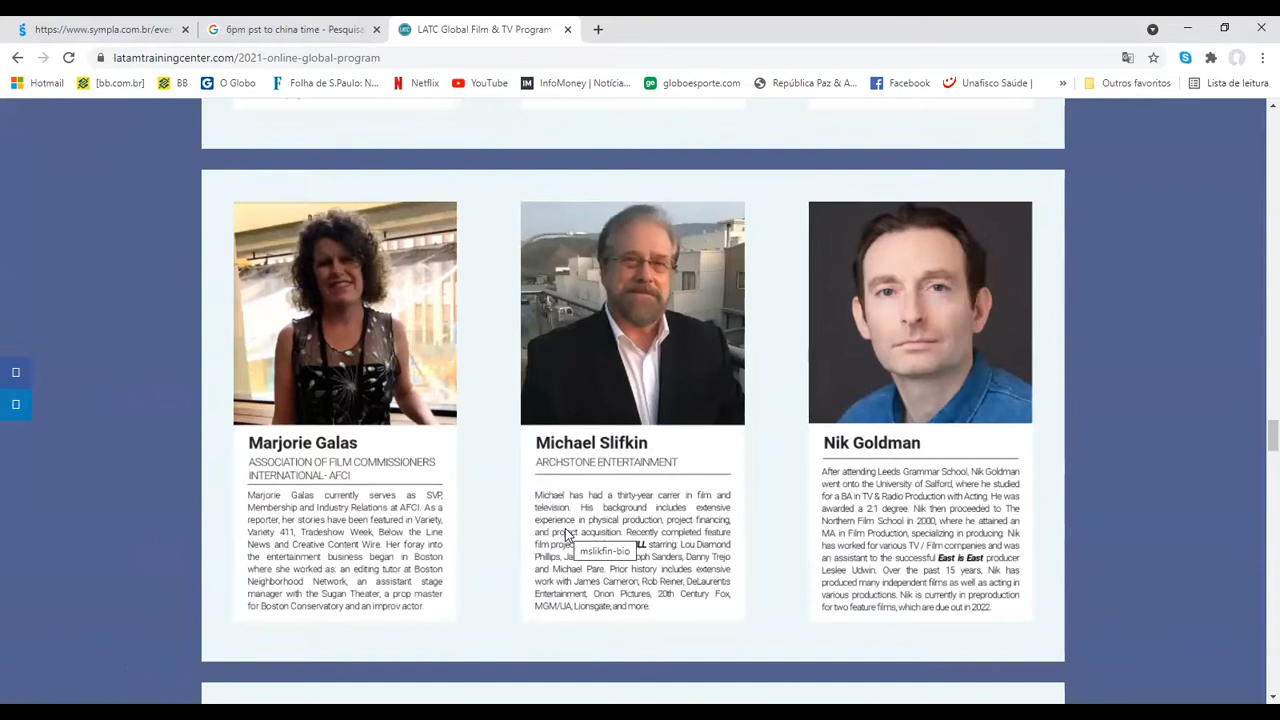 https://www.sympla.com.br/ever
6pm pst to china time - Pesquisa
LATC Global Film & TV Program
latamtrainingcenter.com/2021-online-global-program
Hotmail
[bb.com.br]
BB
O Globo
Folha de S.Paulo: N...
Netflix
YouTube
InfoMoney | Notícia...
globoesporte.com
República Paz & A...
Facebook
Unafisco Saúde |
»
Outros favoritos
Lista de leitura
Marjorie Galas
ASSOCIATION OF FILM COMMISSIONERS
INTERNATIONAL- AFCI
Marjorie Galas currently serves as SVP,
Membership and Industry Relations at AFCI. As a
reporter, her stories have been featured in Variety,
Variety 411, Tradeshow Week, Below the Line
News and Creative Content Wire. Her foray into
the entertainment business began in Boston
where she worked as: an editing tutor at Boston
Neighborhood Network, an assistant stage
manager with the Sugan Theater, a prop master
for Boston Conservatory and an improv actor.
Michael Slifkin
ARCHSTONE ENTERTAINMENT
Michael has had a thirty-year carrer in film and
television. His background includes extensive
experience in physical production, project financing,
and project acquisition. Recently completed feature
film starring: Lou Diamond
Phillips, Sanders, Danny Trejo
and Michael Pare. Prior history includes extensive
work with James Cameron, Rob Reiner, DeLaurentis
Entertainment, Orion Pictures, 20th Century Fox,
MGM/UA, Lionsgate, and more.
mslikfin-bio
Nik Goldman
After attending Leeds Grammar School, Nik Goldman
went onto the University of Salford, where he studied
for a BA in TV & Radio Production with Acting. He was
awarded a 2.1 degree. Nik then proceeded to The
Northern Film School in 2000, where he attained an
MA in Film Production, specializing in producing. Nik
has worked for various TV / Film companies and was
an assistant to the successful East is East producer
Leslee Udwin. Over the past 15 years, Nik has
produced many independent films as well as acting in
various productions. Nik is currently in preproduction
for two feature films, which are due out in 2022.